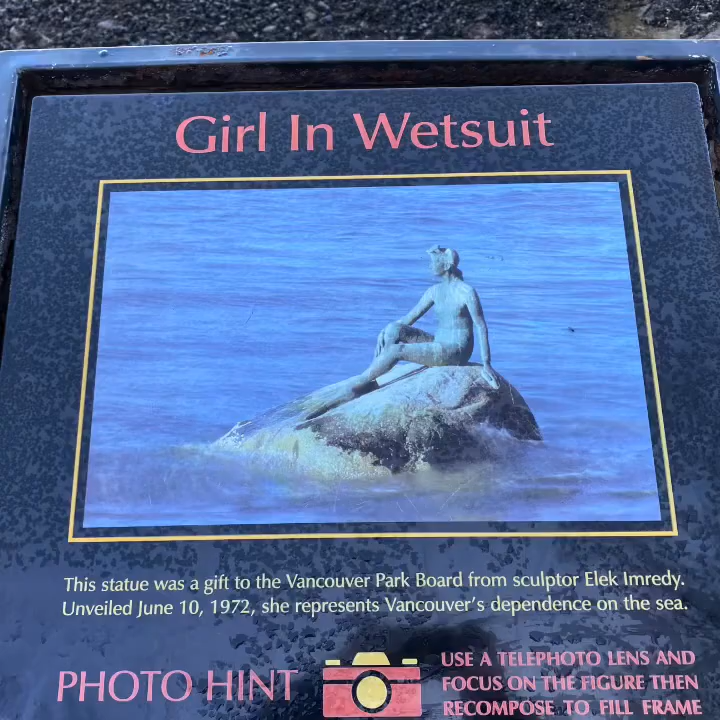 Girl In Wetsuit
This statue was a gift to the Vancouver Park Board from sculptor Elek Imredy.
Unveiled June 10, 1972, she represents Vancouver's dependence on the sea.
PHOTO HINT
USE A TELEPHOTO LENS AND
FOCUS ON THE FIGURE THEN
RECOMPOSE TO FILL FRAME